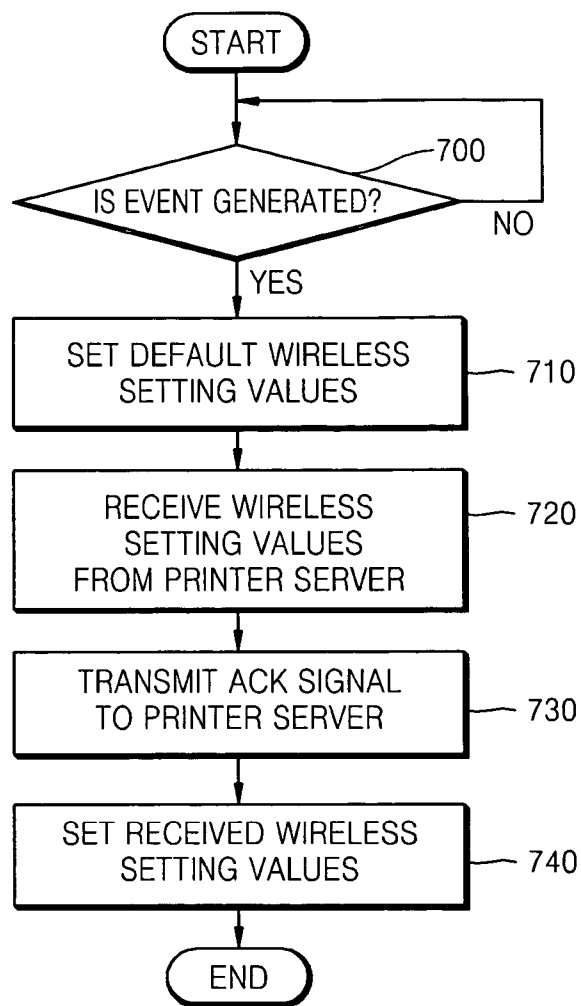 START
700
IS EVENT GENERATED?
NO
YES
SET DEFAULT WIRELESS
SETTING VALUES
710
RECEIVE WIRELESS
SETTING VALUES
FROM PRINTER SERVER
720
TRANSMIT ACK SIGNAL
TO PRINTER SERVER
730
SET RECEIVED WIRELESS
SETTING VALUES
740
END